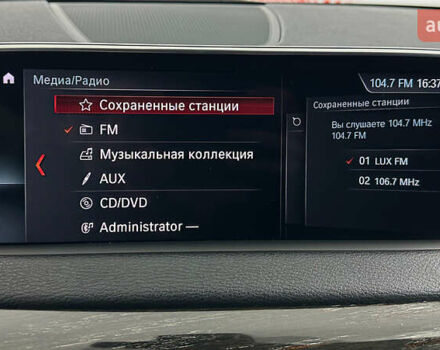 au
Медиа/Радио
104.7 FM 16:37
Сохраненные станции
FM
Музыкальная коллекция
AUX
CD/DVD
Administrator —
Сохраненные станции
Вы слушаете 104.7 MHz
104.7 FM
01 LUX FM
02 106.7 MHz